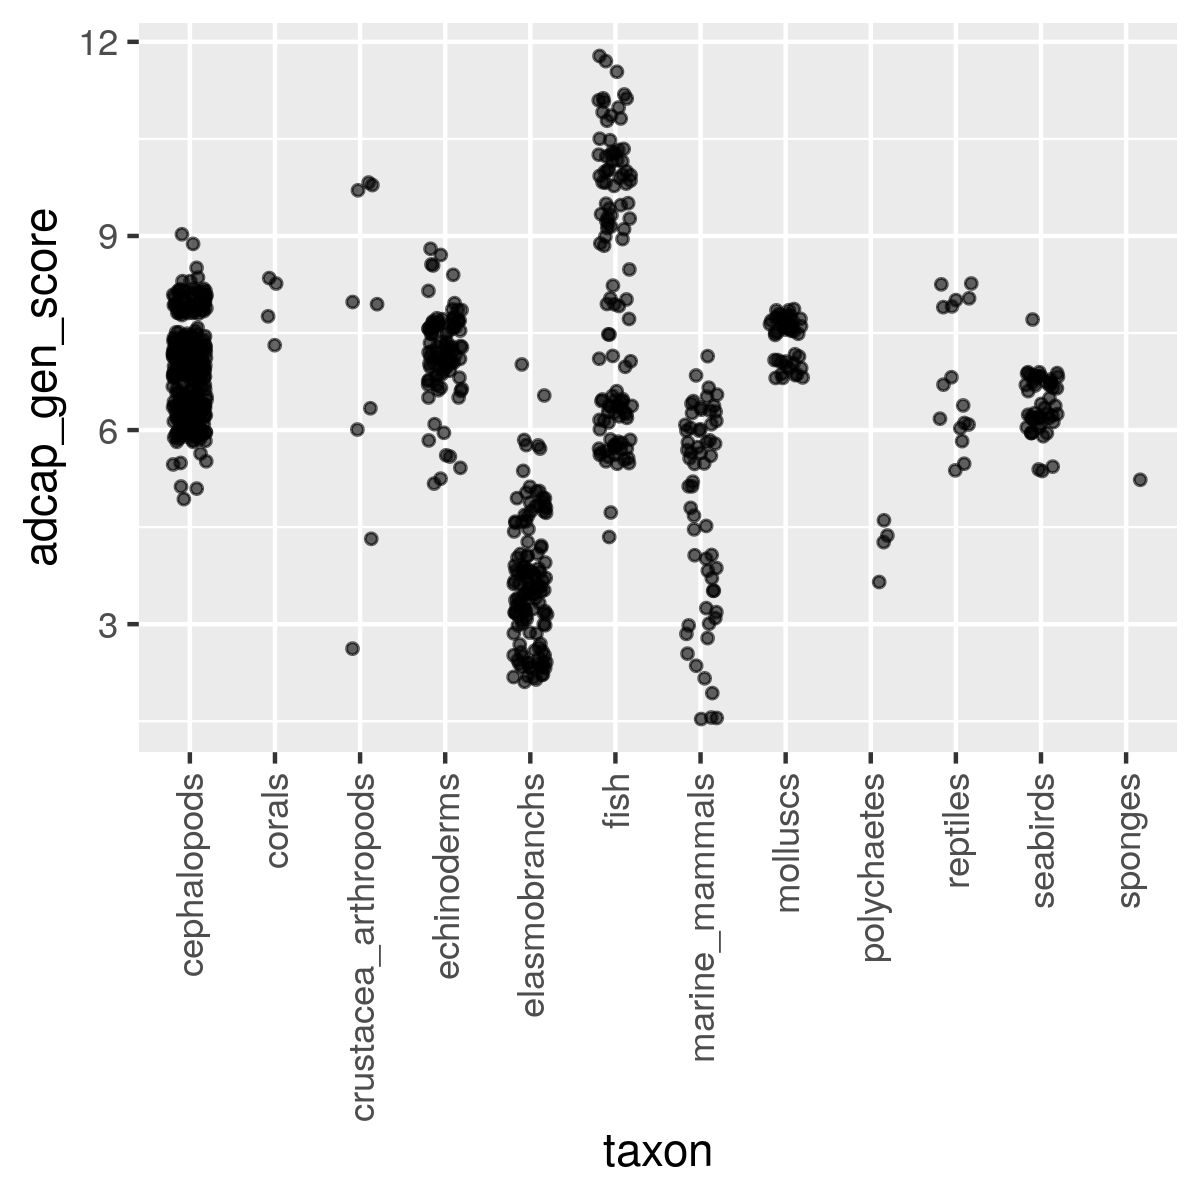 adcap_gen_score
12
9
6
3
cephalopods
corals
crustacea_arthropods
echinoderms
elasmobranchs
fish
marine_mammals
molluscs
polychaetes
reptiles
seabirds
sponges
taxon